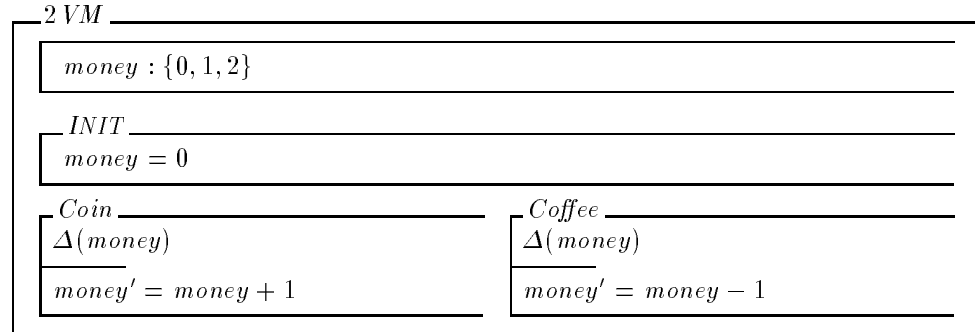 2 VM
money : {0, 1, 2}
INIT
money = 0
Coin
Δ(money)
money′ = money + 1
Coffee
Δ(money)
money′ = money − 1